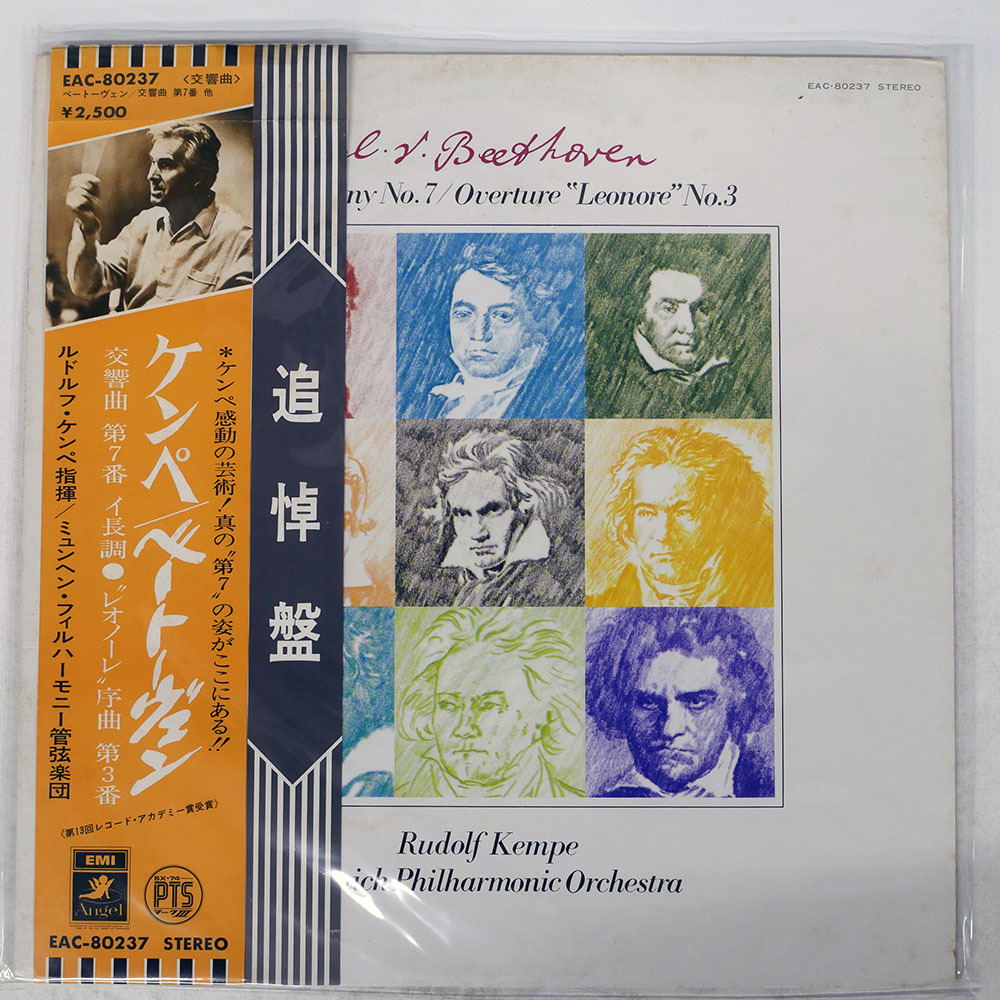 EAC-80237 〈交響曲〉
ベートーヴェン/交響曲 第7番 他
¥2,500
追悼盤
*ケンペ感動の芸術!真の〝第7〟の姿がここにある!!
ケンペ/ベートーヴェン
交響曲 第7番 イ長調●〝レオノーレ〟序曲 第3番
ルドルフ・ケンペ指揮/ミュンヘン・フィルハーモニー管弦楽団
《第13回レコード・アカデミー賞受賞》
EMI
Angel
SX-74
PTS
マークIII
EAC-80237 STEREO
EAC-80237 STEREO
L. v. Beethoven
ny No.7/Overture “Leonore” No.3
Rudolf Kempe
ich Philharmonic Orchestra